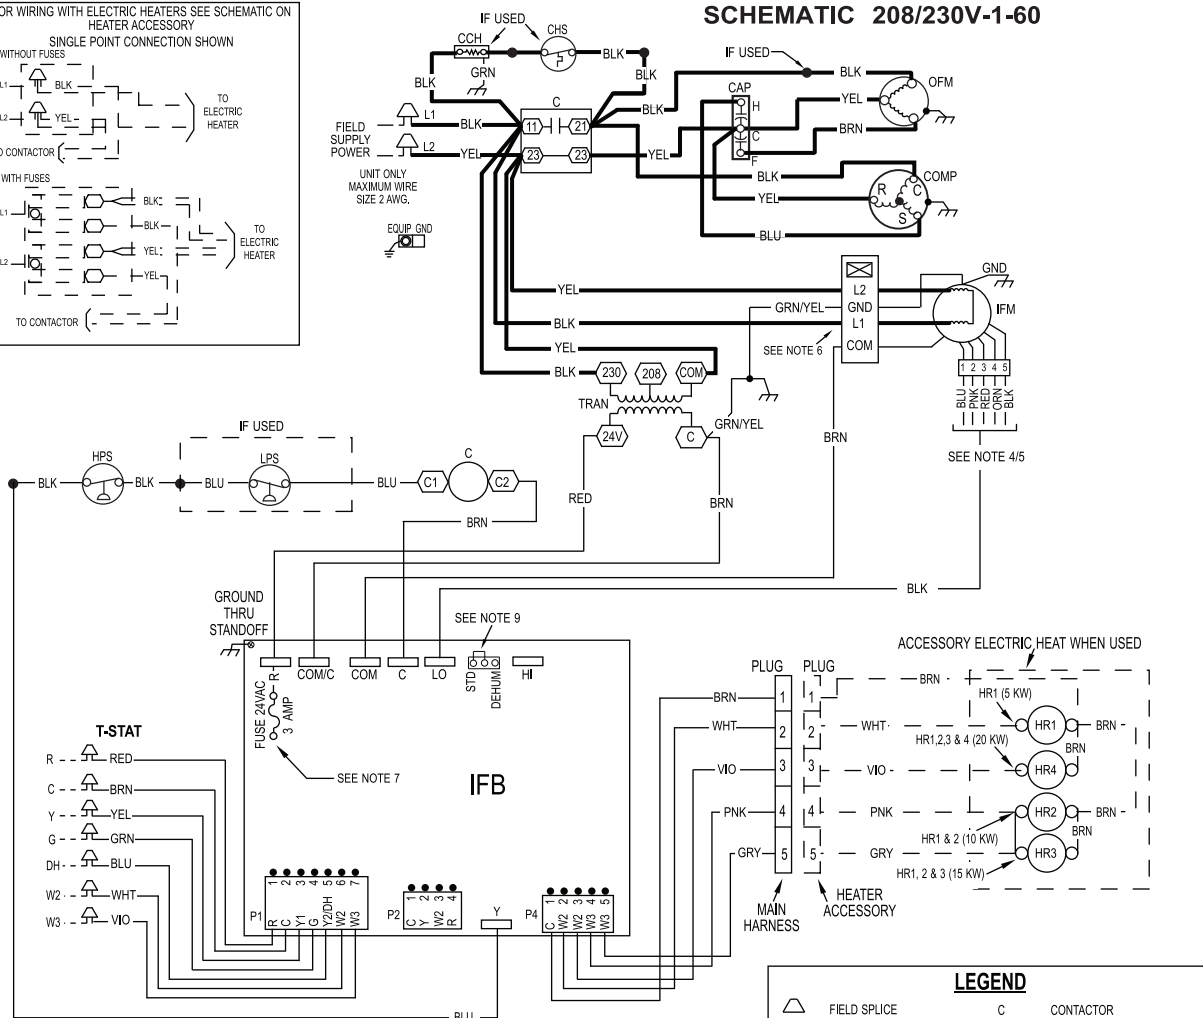 SCHEMATIC 208/230V-1-60
OR WIRING WITH ELECTRIC HEATERS SEE SCHEMATIC ON
HEATER ACCESSORY
SINGLE POINT CONNECTION SHOWN
WITHOUT FUSES
L1
BLK
L2
YEL
TO
ELECTRIC
HEATER
O CONTACTOR
WITH FUSES
L1
BLK
BLK
L2
YEL
YEL
TO
ELECTRIC
HEATER
TO CONTACTOR
IF USED
CCH
CHS
GRN
BLK
BLK
BLK
FIELD
SUPPLY
POWER
L1
BLK
L2
YEL
C
11
21
23
23
UNIT ONLY
MAXIMUM WIRE
SIZE 2 AWG.
EQUIP GND
IF USED
BLK
BLK
OFM
CAP
H
C
F
YEL
BRN
YEL
BLK
COMP
YEL
BLU
R
C
S
YEL
BLK
YEL
BLK
GRN/YEL
SEE NOTE 6
L2
GND
L1
COM
GND
IFM
1 2 3 4 5
BLU
PNK
RED
ORN
BLK
SEE NOTE 4/5
230
208
COM
TRAN
24V
C
GRN/YEL
BRN
RED
BRN
BLK
IF USED
HPS
BLK
BLK
BLU
LPS
BLU
C
C1
C2
BRN
GROUND
THRU
STANDOFF
SEE NOTE 9
R
COM/C
COM
C
LO
STD
DEHUM
HI
FUSE 24VAC
3 AMP
SEE NOTE 7
IFB
T-STAT
R
RED
C
BRN
Y
YEL
G
GRN
DH
BLU
W2
WHT
W3
VIO
P1
1 2 3 4 5 6 7
R C Y1 G Y2/DH W2 W3
P2
1 2 3 4
C Y W2 R
Y
P4
1 2 3 4 5
C W2 W2 W3 W3
BLU
PLUG
PLUG
BRN
1
1
BRN
WHT
2
2
WHT
VIO
3
3
VIO
PNK
4
4
PNK
GRY
5
5
GRY
MAIN
HARNESS
HEATER
ACCESSORY
ACCESSORY ELECTRIC HEAT WHEN USED
HR1 (5 KW)
HR1
BRN
HR1,2,3 & 4 (20 KW)
BRN
HR4
HR2
BRN
HR1 & 2 (10 KW)
BRN
HR3
HR1, 2 & 3 (15 KW)
LEGEND
FIELD SPLICE
C CONTACTOR